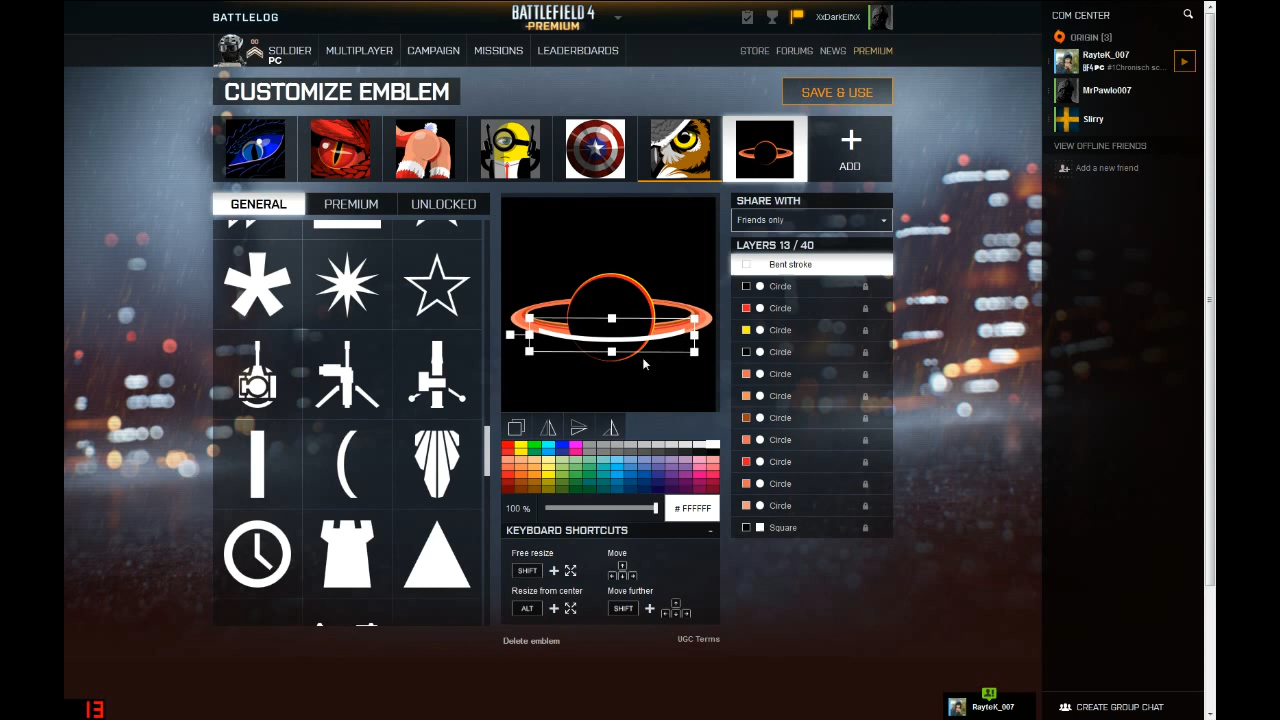 BATTLELOG
BATTLEFIELD 4
PREMIUM
XxDarkElfxX
COM CENTER
ORIGIN [3]
RayteK_007
BF4 PC #1Chronisch sc...
MrPawlo007
Slirry
VIEW OFFLINE FRIENDS
Add a new friend
SOLDIER
PC
MULTIPLAYER
CAMPAIGN
MISSIONS
LEADERBOARDS
STORE
FORUMS
NEWS
PREMIUM
CUSTOMIZE EMBLEM
SAVE & USE
ADD
GENERAL
PREMIUM
UNLOCKED
SHARE WITH
Friends only
LAYERS 13 / 40
Bent stroke
Circle
Circle
Circle
Circle
Circle
Circle
Circle
Circle
Circle
Circle
Circle
Square
100 %
# FFFFFF
KEYBOARD SHORTCUTS
Free resize
Move
SHIFT
Resize from center
Move further
ALT
SHIFT
Delete emblem
UGC Terms
13
RayteK_007
CREATE GROUP CHAT